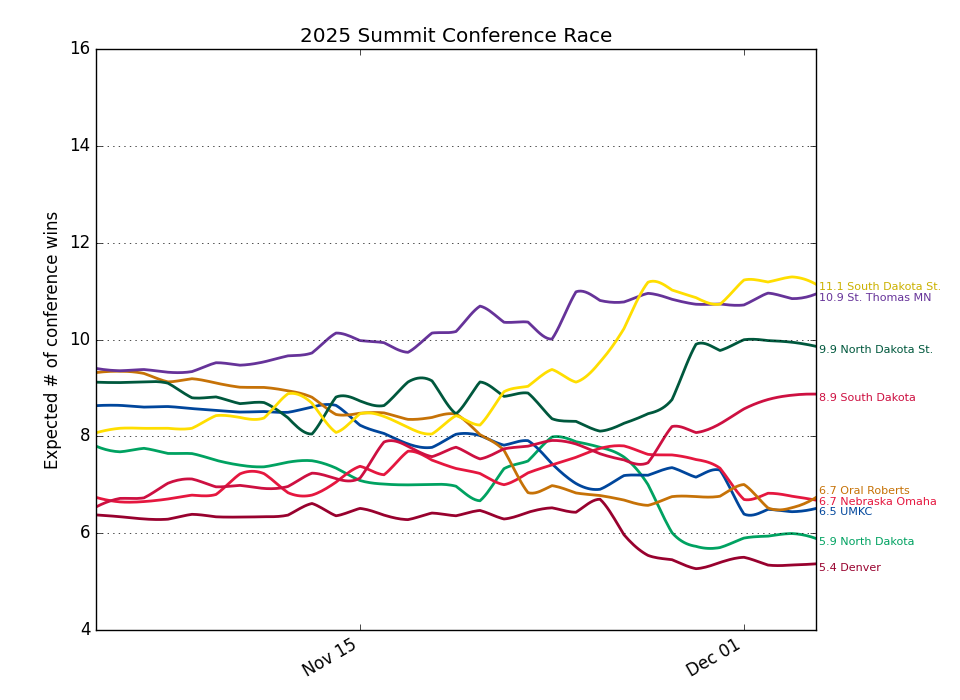 2025 Summit Conference Race
Expected # of conference wins
16
14
12
10
8
6
4
Nov 15
Dec 01
11.1 South Dakota St.
10.9 St. Thomas MN
9.9 North Dakota St.
8.9 South Dakota
6.7 Oral Roberts
6.7 Nebraska Omaha
6.5 UMKC
5.9 North Dakota
5.4 Denver